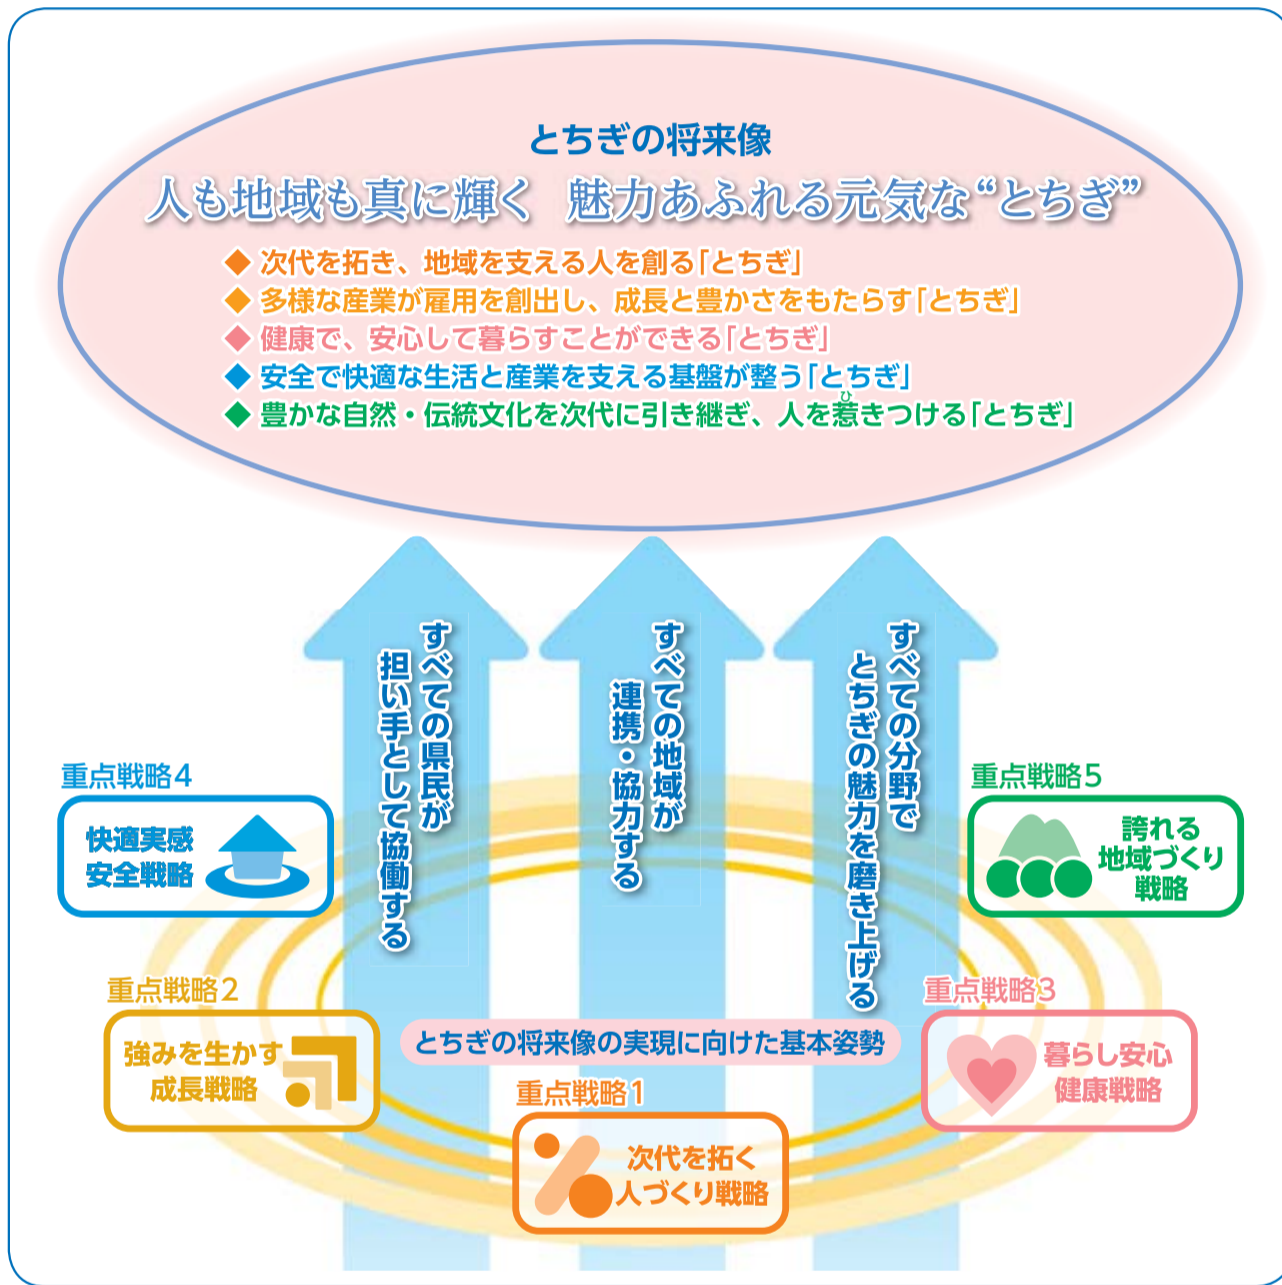 とちぎの将来像
人も地域も真に輝く 魅力あふれる元気な“とちぎ”
◆ 次代を拓き、地域を支える人を創る「とちぎ」
◆ 多様な産業が雇用を創出し、成長と豊かさをもたらす「とちぎ」
◆ 健康で、安心して暮らすことができる「とちぎ」
◆ 安全で快適な生活と産業を支える基盤が整う「とちぎ」
ひ
◆ 豊かな自然・伝統文化を次代に引き継ぎ、人を惹きつける「とちぎ」
すべての県民が
担い手として協働する
すべての地域が
連携・協力する
すべての分野で
とちぎの魅力を磨き上げる
重点戦略4
快適実感
安全戦略
重点戦略5
誇れる
地域づくり
戦略
重点戦略2
強みを生かす
成長戦略
重点戦略3
暮らし安心
健康戦略
とちぎの将来像の実現に向けた基本姿勢
重点戦略1
次代を拓く
人づくり戦略